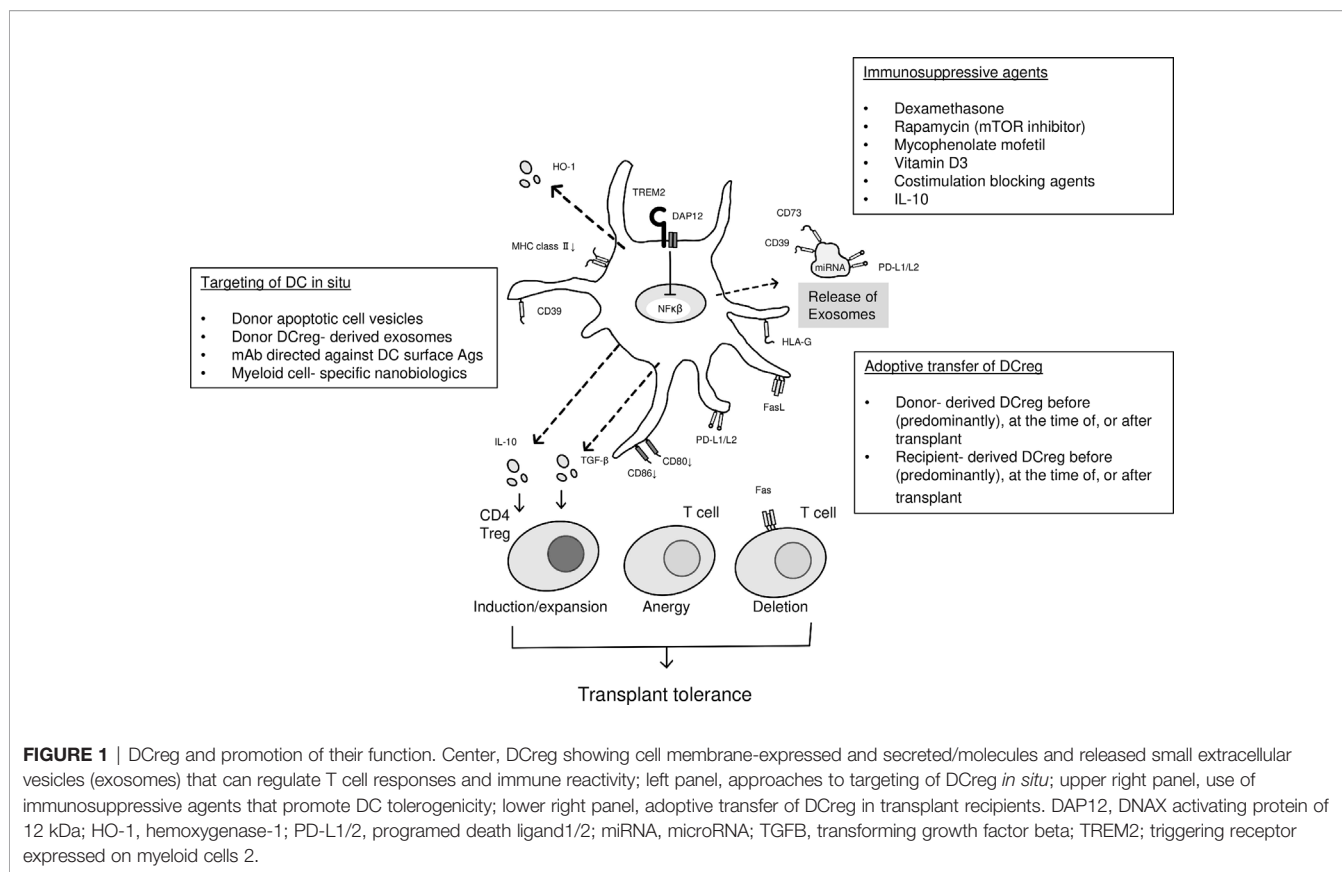 Immunosuppressive agents
• Dexamethasone
• Rapamycin (mTOR inhibitor)
• Mycophenolate mofetil
• Vitamin D3
• Costimulation blocking agents
• IL-10
HO-1
TREM2
DAP12
MHC class Ⅱ↓
CD39
NFκβ
CD73
CD39
miRNA
PD-L1/L2
Release of
Exosomes
HLA-G
FasL
PD-L1/L2
CD80↓
CD86↓
TGF-β
IL-10
Targeting of DC in situ
• Donor apoptotic cell vesicles
• Donor DCreg- derived exosomes
• mAb directed against DC surface Ags
• Myeloid cell- specific nanobiologics
Adoptive transfer of DCreg
• Donor- derived DCreg before
(predominantly), at the time of, or after
transplant
• Recipient- derived DCreg before
(predominantly), at the time of, or after
transplant
CD4
Treg
T cell
Fas
T cell
Induction/expansion
Anergy
Deletion
Transplant tolerance
FIGURE 1 | DCreg and promotion of their function. Center, DCreg showing cell membrane-expressed and secreted/molecules and released small extracellular
vesicles (exosomes) that can regulate T cell responses and immune reactivity; left panel, approaches to targeting of DCreg in situ; upper right panel, use of
immunosuppressive agents that promote DC tolerogenicity; lower right panel, adoptive transfer of DCreg in transplant recipients. DAP12, DNAX activating protein of
12 kDa; HO-1, hemoxygenase-1; PD-L1/2, programed death ligand1/2; miRNA, microRNA; TGFB, transforming growth factor beta; TREM2; triggering receptor
expressed on myeloid cells 2.